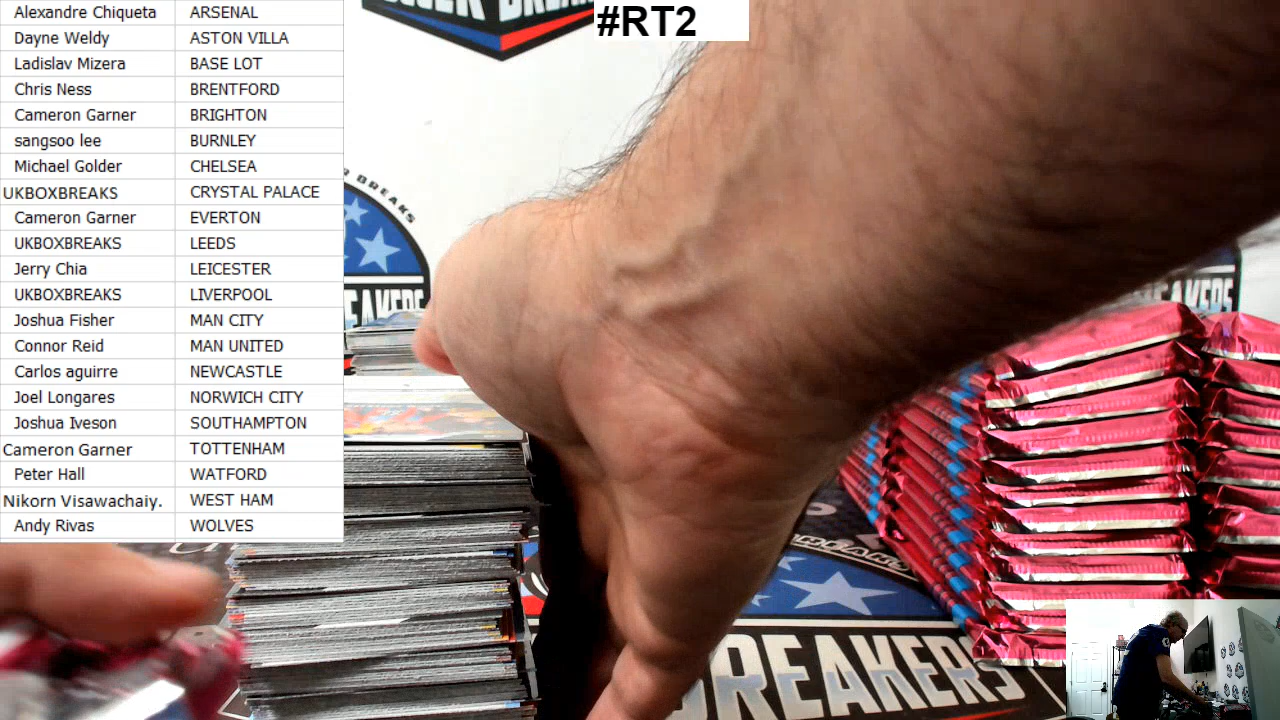 #RT2
Alexandre Chiqueta ARSENAL
Dayne Weldy ASTON VILLA
Ladislav Mizera BASE LOT
Chris Ness BRENTFORD
Cameron Garner BRIGHTON
sangsoo lee BURNLEY
Michael Golder CHELSEA
UKBOXBREAKS CRYSTAL PALACE
Cameron Garner EVERTON
UKBOXBREAKS LEEDS
Jerry Chia LEICESTER
UKBOXBREAKS LIVERPOOL
Joshua Fisher MAN CITY
Connor Reid MAN UNITED
Carlos aguirre NEWCASTLE
Joel Longares NORWICH CITY
Joshua Iveson SOUTHAMPTON
Cameron Garner TOTTENHAM
Peter Hall WATFORD
Nikorn Visawachaiy. WEST HAM
Andy Rivas WOLVES
BREAKS
BREAKERS